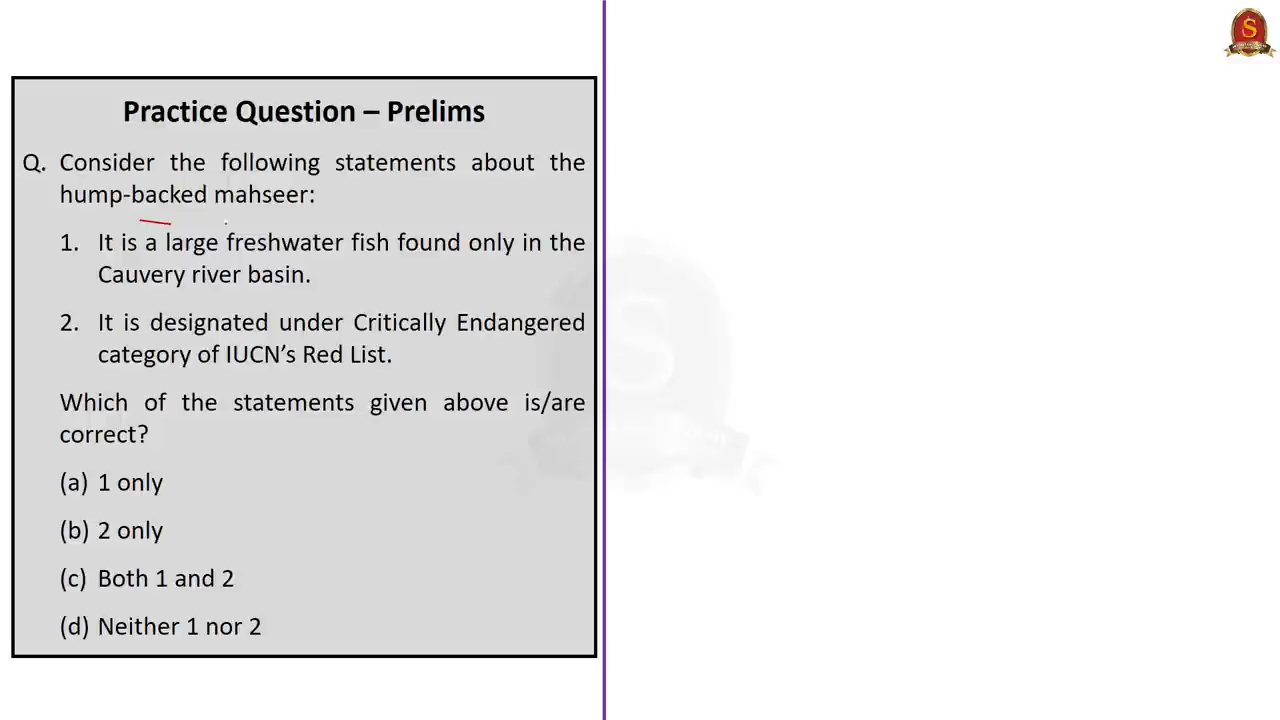 Practice Question – Prelims
Q. Consider the following statements about the
hump-backed mahseer:
1. It is a large freshwater fish found only in the
Cauvery river basin.
2. It is designated under Critically Endangered
category of IUCN’s Red List.
Which of the statements given above is/are
correct?
(a) 1 only
(b) 2 only
(c) Both 1 and 2
(d) Neither 1 nor 2
S
S